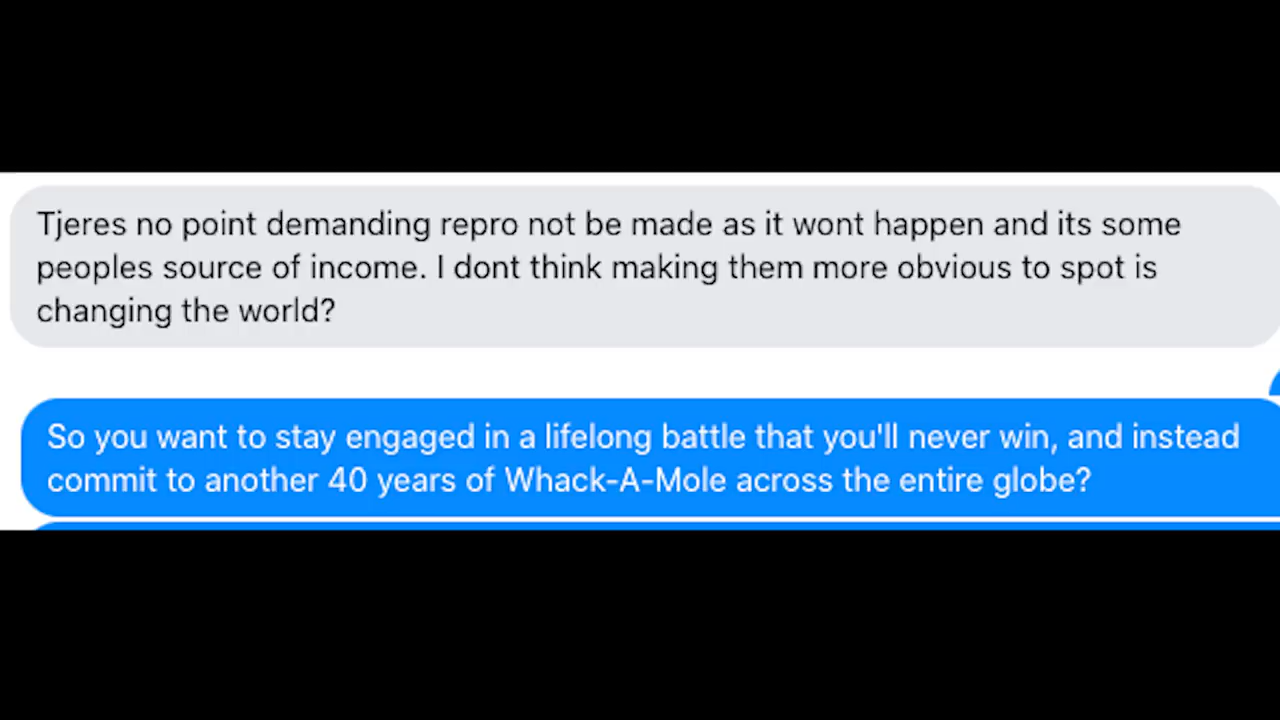 Tjeres no point demanding repro not be made as it wont happen and its some
peoples source of income. I dont think making them more obvious to spot is
changing the world?
So you want to stay engaged in a lifelong battle that you'll never win, and instead
commit to another 40 years of Whack-A-Mole across the entire globe?